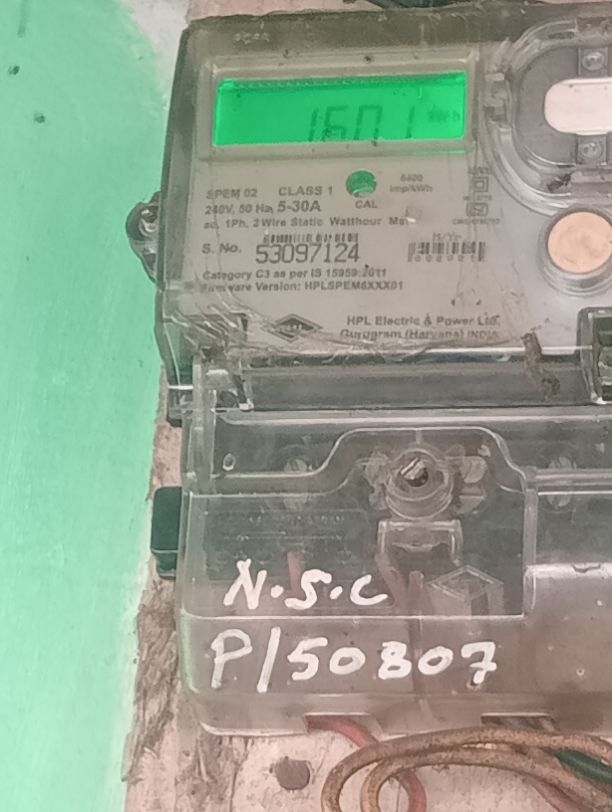 1601 kWh
SPEM 02 CLASS 1
6400 imp/kWh
240V, 50 Hz, 5-30A CAL
ac, 1Ph, 2 Wire Static Watthour
S. No. 53097124
Category C3 as per IS 15959:2011
Firmware Version: HPLSPEM6XXX01
HPL Electric & Power Ltd.
Gurugram (Haryana) INDIA
N.S.C
P/50807